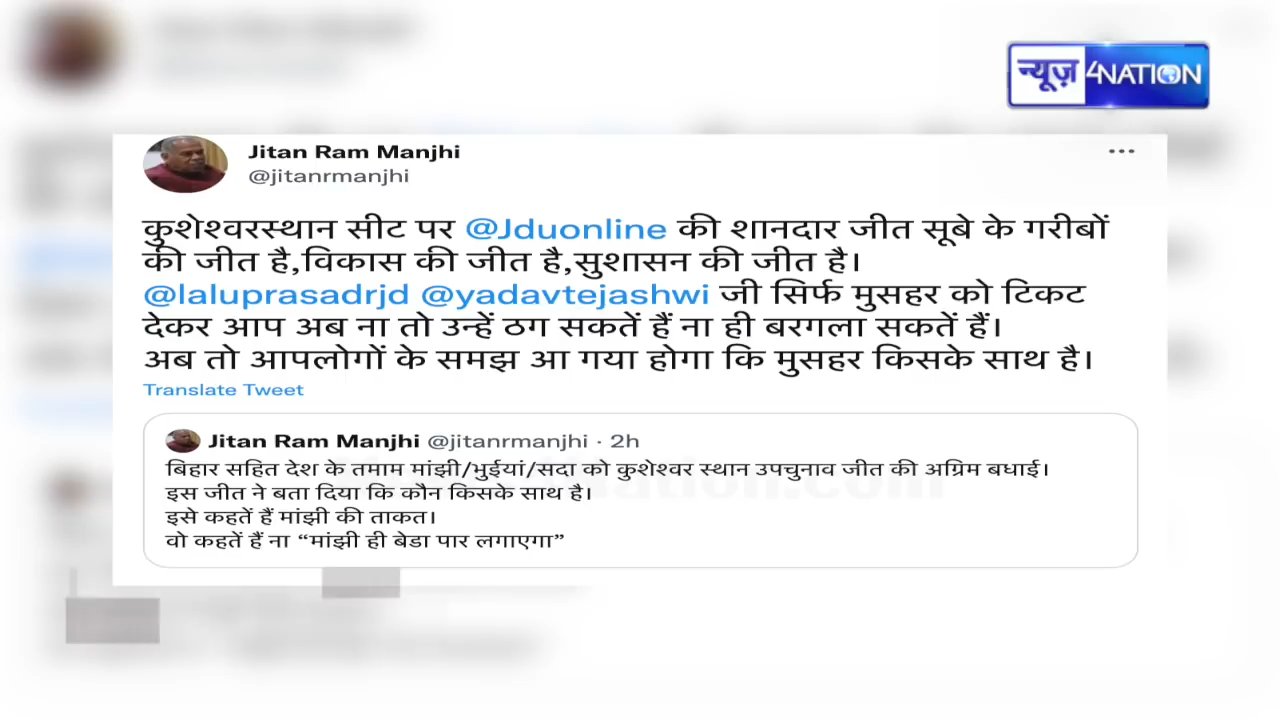 न्यूज़ 4NATION
Jitan Ram Manjhi
@jitanrmanjhi
कुशेश्वरस्थान सीट पर @Jduonline की शानदार जीत सूबे के गरीबों
की जीत है,विकास की जीत है,सुशासन की जीत है।
@laluprasadrjd @yadavtejashwi जी सिर्फ मुसहर को टिकट
देकर आप अब ना तो उन्हें ठग सकतें हैं ना ही बरगला सकतें हैं।
अब तो आपलोगों के समझ आ गया होगा कि मुसहर किसके साथ है।
Translate Tweet
Jitan Ram Manjhi @jitanrmanjhi · 2h
बिहार सहित देश के तमाम मांझी/भुईयां/सदा को कुशेश्वर स्थान उपचुनाव जीत की अग्रिम बधाई।
इस जीत ने बता दिया कि कौन किसके साथ है।
इसे कहतें हैं मांझी की ताकत।
वो कहतें हैं ना “मांझी ही बेडा पार लगाएगा”